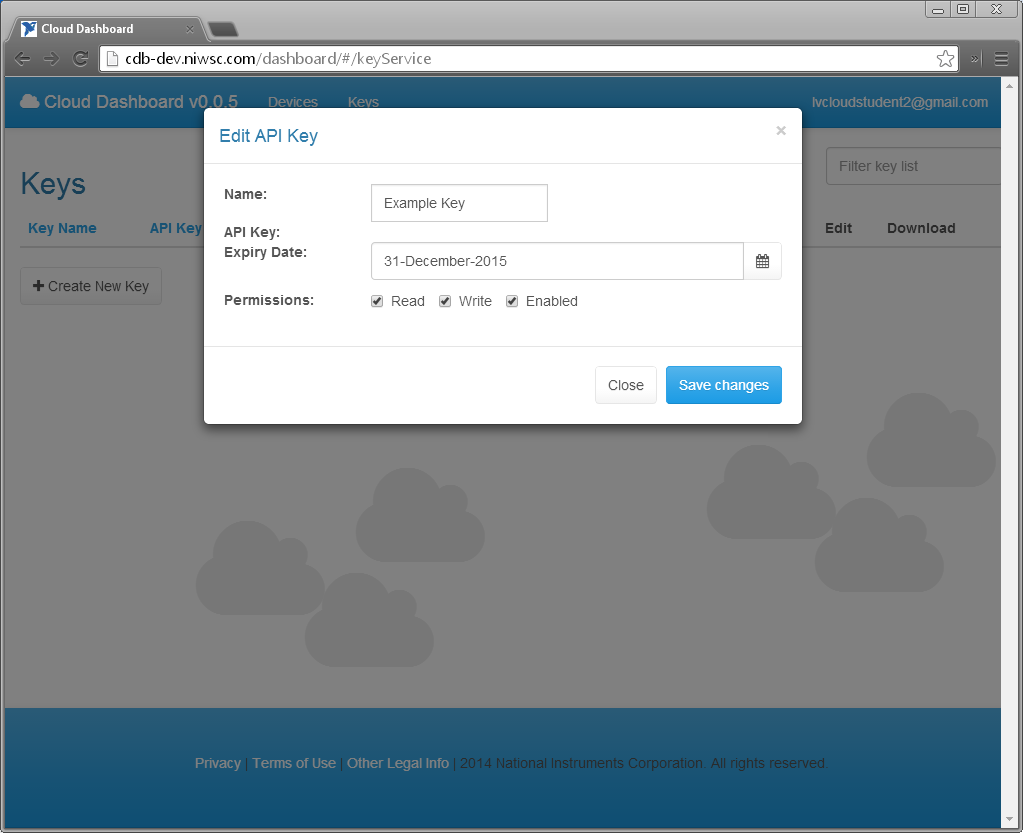 Cloud Dashboard
cdb-dev.niwsc.com/dashboard/#/keyService
Cloud Dashboard v0.0.5 Devices Keys lvcloudstudent2@gmail.com
Edit API Key ×
Keys
Filter key list
Name: Example Key
Key Name API Key Edit Download
API Key:
Expiry Date: 31-December-2015
+ Create New Key
Permissions: Read Write Enabled
Close Save changes
Privacy | Terms of Use | Other Legal Info | 2014 National Instruments Corporation. All rights reserved.